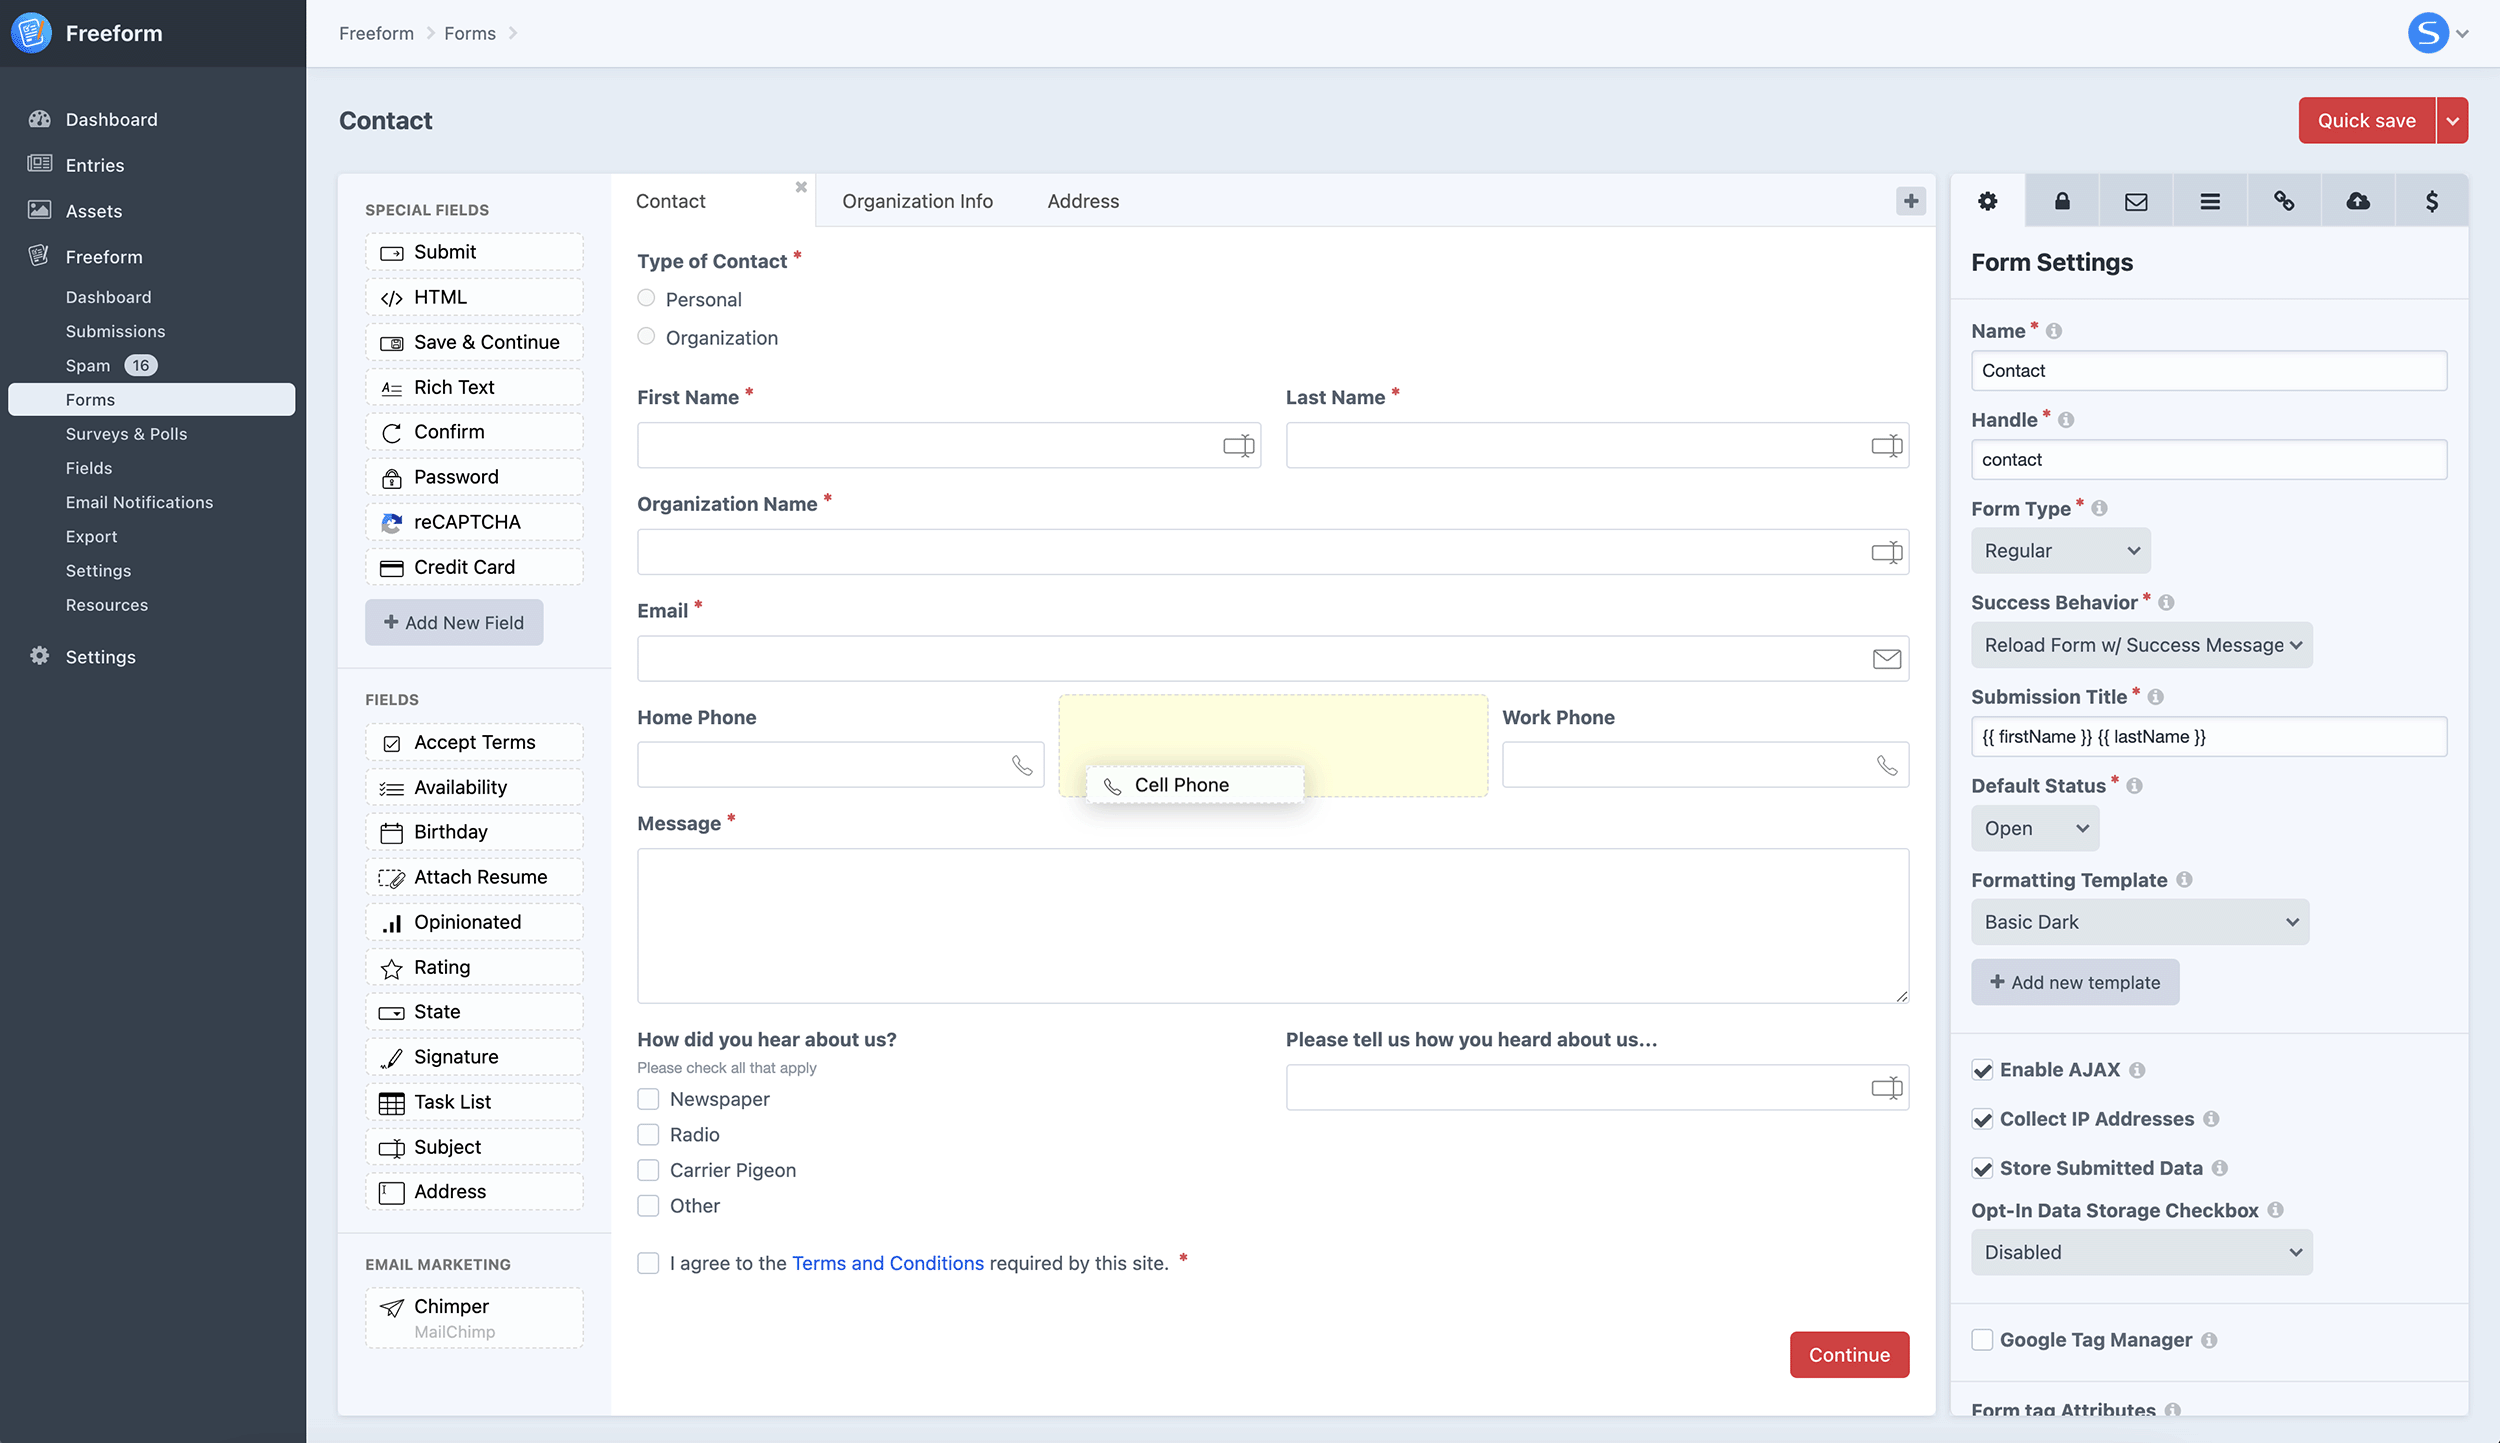 Freeform
Freeform
Forms
S
Dashboard
Entries
Assets
Freeform
Dashboard
Submissions
Spam 16
Forms
Surveys & Polls
Fields
Email Notifications
Export
Settings
Resources
Settings
Contact
Quick save
SPECIAL FIELDS
Submit
HTML
Save & Continue
Rich Text
Confirm
Password
reCAPTCHA
Credit Card
+ Add New Field
FIELDS
Accept Terms
Availability
Birthday
Attach Resume
Opinionated
Rating
State
Signature
Task List
Subject
Address
EMAIL MARKETING
Chimper
MailChimp
Contact
Organization Info
Address
Type of Contact *
Personal
Organization
First Name *
Last Name *
Organization Name *
Email *
Home Phone
Work Phone
Cell Phone
Message *
How did you hear about us?
Please check all that apply
Newspaper
Radio
Carrier Pigeon
Other
Please tell us how you heard about us...
I agree to the Terms and Conditions required by this site. *
Continue
Form Settings
Name *
Contact
Handle *
contact
Form Type *
Regular
Success Behavior *
Reload Form w/ Success Message
Submission Title *
{{ firstName }} {{ lastName }}
Default Status *
Open
Formatting Template
Basic Dark
+ Add new template
Enable AJAX
Collect IP Addresses
Store Submitted Data
Opt-In Data Storage Checkbox
Disabled
Google Tag Manager
Form tag Attributes